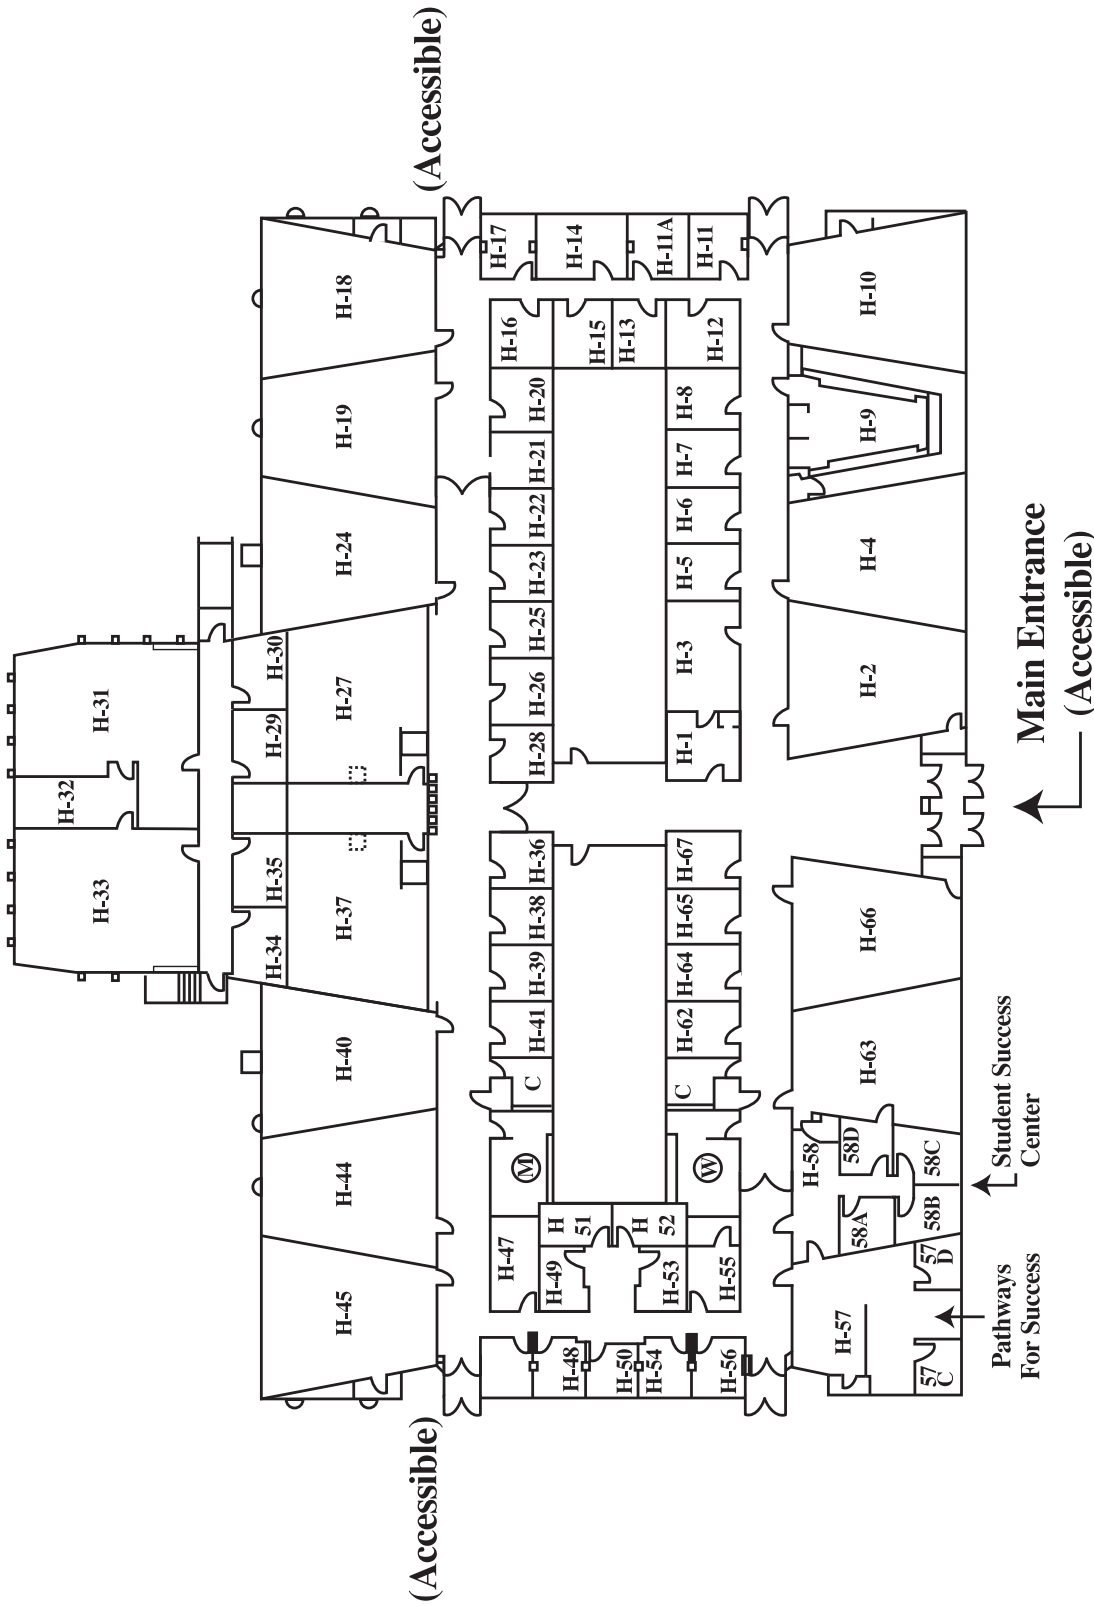 (Accessible)
(Accessible)
H-45
H-44
H-40
H-34
H-35
H-33
H-32
H-31
H-29
H-30
H-37
H-27
H-24
H-19
H-18
H-47
M
C
H-41
H-39
H-38
H-36
H-28
H-26
H-25
H-23
H-22
H-21
H-20
H-16
H-17
H-48
H-49
H
51
H-15
H-14
H-50
H-54
H-53
H
52
H-13
H-11A
H-56
H-55
W
C
H-62
H-64
H-65
H-67
H-1
H-3
H-5
H-6
H-7
H-8
H-12
H-11
H-57
57
C
57
D
H-58
58A
58B
58C
58D
H-63
H-66
H-2
H-4
H-9
H-10
Pathways
For Success
Student Success
Center
Main Entrance
(Accessible)